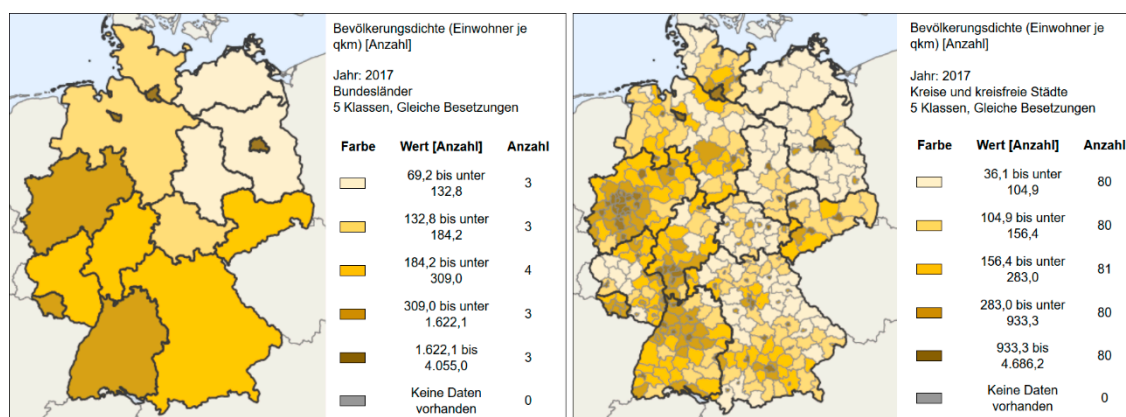 Bevölkerungsdichte (Einwohner je
qkm) [Anzahl]
Jahr: 2017
Bundesländer
5 Klassen, Gleiche Besetzungen
Farbe Wert [Anzahl] Anzahl
69,2 bis unter
132,8 3
132,8 bis unter
184,2 3
184,2 bis unter
309,0 4
309,0 bis unter
1.622,1 3
1.622,1 bis
4.055,0 3
Keine Daten
vorhanden 0
Bevölkerungsdichte (Einwohner je
qkm) [Anzahl]
Jahr: 2017
Kreise und kreisfreie Städte
5 Klassen, Gleiche Besetzungen
Farbe Wert [Anzahl] Anzahl
36,1 bis unter
104,9 80
104,9 bis unter
156,4 80
156,4 bis unter
283,0 81
283,0 bis unter
933,3 80
933,3 bis
4.686,2 80
Keine Daten
vorhanden 0